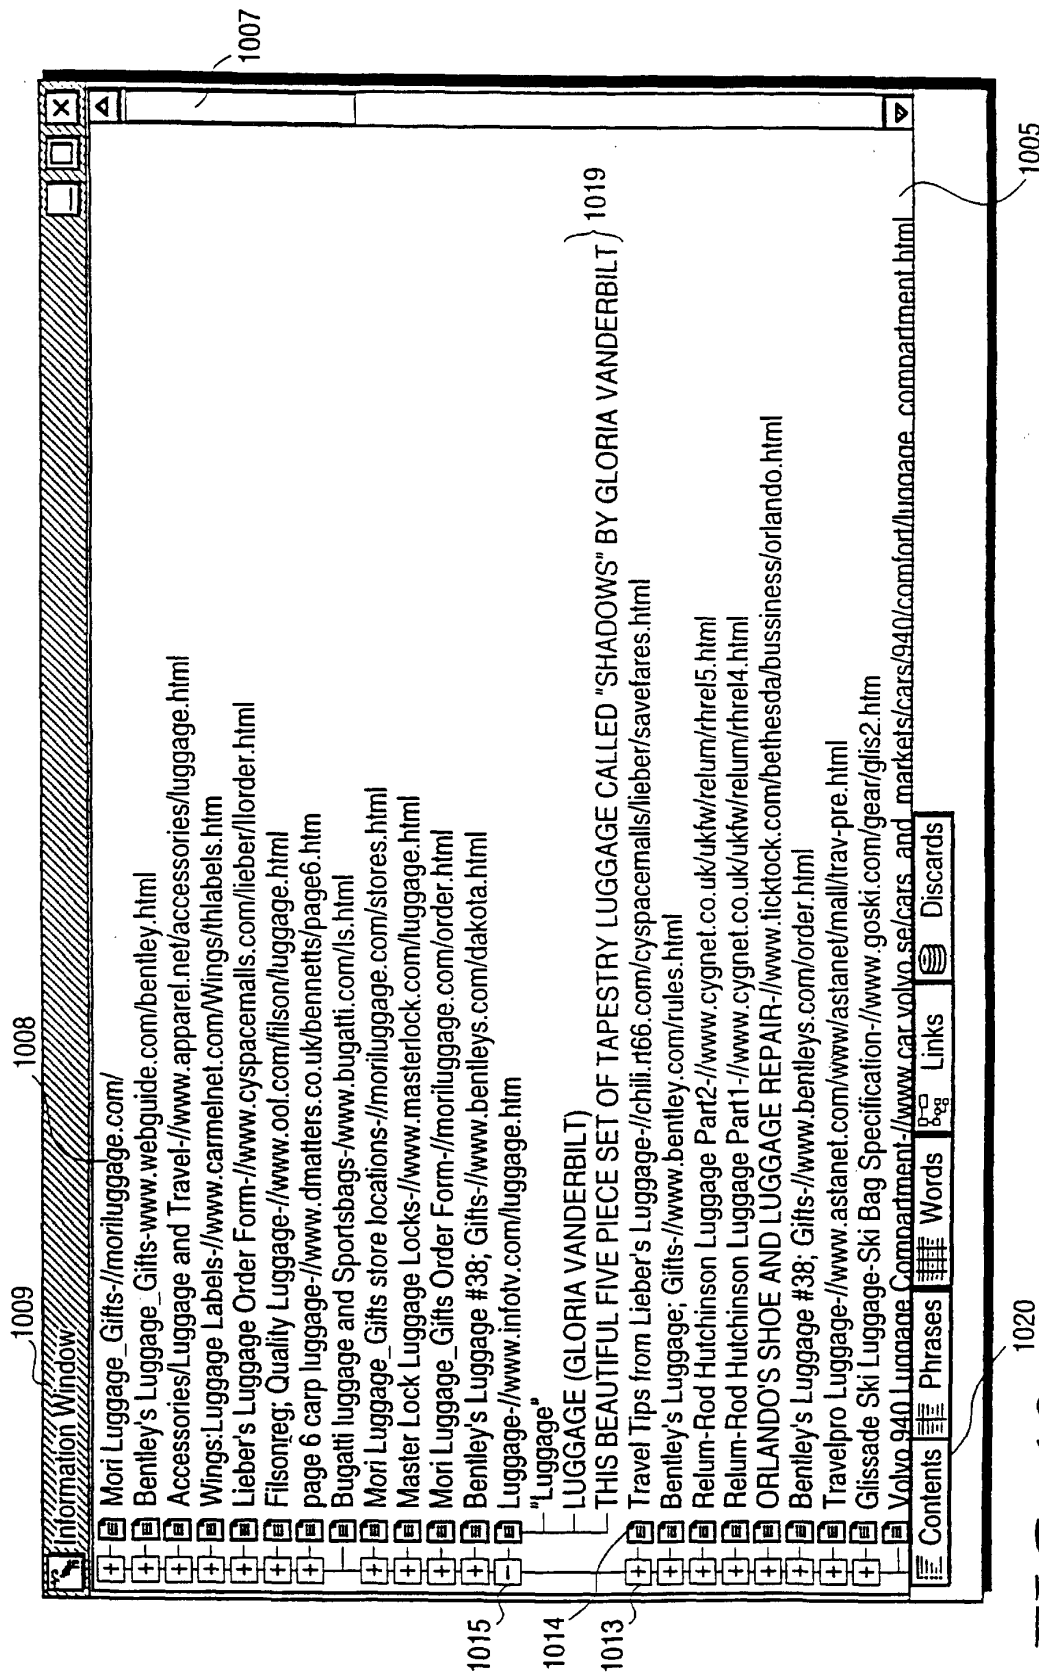 1009
1008
Information Window
Mori Luggage_Gifts-//moriluggage.com/
Bentley's Luggage_Gifts-www.webguide.com/bentley.html
Accessories/Luggage and Travel-//www.apparel.net/accessories/luggage.html
Wings:Luggage Labels-//www.carmelnet.com/Wings/thlabels.htm
Lieber's Luggage Order Form-//www.cyspacemalls.com/lieber/llorder.html
Filsonreg; Quality Luggage-//www.ool.com/filson/luggage.html
page 6 carp luggage-//www.dmatters.co.uk/bennetts/page6.htm
Bugatti luggage and Sportsbags-/www.bugatti.com/ls.html
Mori Luggage_Gifts store locations-//moriluggage.com/stores.html
Master Lock Luggage Locks-//www.masterlock.com/luggage.html
Mori Luggage_Gifts Order Form-//moriluggage.com/order.html
Bentley's Luggage #38; Gifts-//www.bentleys.com/dakota.html
Luggage-//www.infotv.com/luggage.htm
"Luggage"
LUGGAGE (GLORIA VANDERBILT)
THIS BEAUTIFUL FIVE PIECE SET OF TAPESTRY LUGGAGE CALLED "SHADOWS" BY GLORIA VANDERBILT
Travel Tips from Lieber's Luggage-//chili.rt66.com/cyspacemalls/lieber/savefares.html
Bentley's Luggage; Gifts-//www.bentley.com/rules.html
Relum-Rod Hutchinson Luggage Part2-//www.cygnet.co.uk/ukfw/relum/rhrel5.html
Relum-Rod Hutchinson Luggage Part1-//www.cygnet.co.uk/ukfw/relum/rhrel4.html
ORLANDO'S SHOE AND LUGGAGE REPAIR-//www.ticktock.com/bethesda/bussiness/orlando.html
Bentley's Luggage #38; Gifts-//www.bentleys.com/order.html
Travelpro Luggage-//www.astanet.com/www/astanet/mall/trav-pre.html
Glissade Ski Luggage-Ski Bag Specification-//www.goski.com/gear/glis2.htm
Volvo 940 Luggage Compartment-//www.car.volvo.se/cars_and_markets/cars/940/comfort/luggage_compartment.html
Contents Phrases Words Links Discards
1007
1019
1015
1014
1013
1005
1020